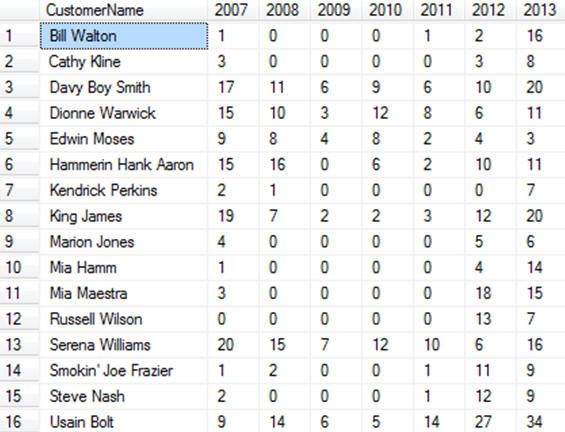 CustomerName 2007 2008 2009 2010 2011 2012 2013
1 Bill Walton 1 0 0 0 1 2 16
2 Cathy Kline 3 0 0 0 0 3 8
3 Davy Boy Smith 17 11 6 9 6 10 20
4 Dionne Warwick 15 10 3 12 8 6 11
5 Edwin Moses 9 8 4 8 2 4 3
6 Hammerin Hank Aaron 15 16 0 6 2 10 11
7 Kendrick Perkins 2 1 0 0 0 0 7
8 King James 19 7 2 2 3 12 20
9 Marion Jones 4 0 0 0 0 5 6
10 Mia Hamm 1 0 0 0 0 4 14
11 Mia Maestra 3 0 0 0 0 18 15
12 Russell Wilson 0 0 0 0 0 13 7
13 Serena Williams 20 15 7 12 10 6 16
14 Smokin' Joe Frazier 1 2 0 0 1 11 9
15 Steve Nash 2 0 0 0 1 12 9
16 Usain Bolt 9 14 6 5 14 27 34